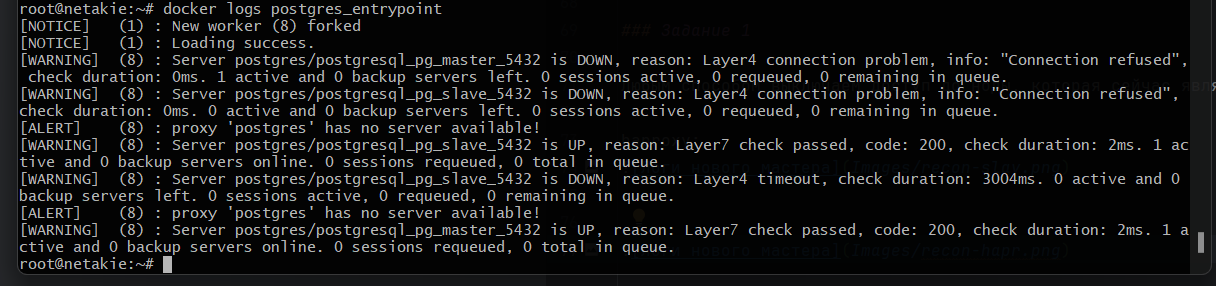 root@netakie:~# docker logs postgres_entrypoint
[NOTICE]   (1) : New worker (8) forked
[NOTICE]   (1) : Loading success.
[WARNING]  (8) : Server postgres/postgresql_pg_master_5432 is DOWN, reason: Layer4 connection problem, info: "Connection refused",
 check duration: 0ms. 1 active and 0 backup servers left. 0 sessions active, 0 requeued, 0 remaining in queue.
[WARNING]  (8) : Server postgres/postgresql_pg_slave_5432 is DOWN, reason: Layer4 connection problem, info: "Connection refused",
check duration: 0ms. 0 active and 0 backup servers left. 0 sessions active, 0 requeued, 0 remaining in queue.
[ALERT]    (8) : proxy 'postgres' has no server available!
[WARNING]  (8) : Server postgres/postgresql_pg_slave_5432 is UP, reason: Layer7 check passed, code: 200, check duration: 2ms. 1 ac
tive and 0 backup servers online. 0 sessions requeued, 0 total in queue.
[WARNING]  (8) : Server postgres/postgresql_pg_slave_5432 is DOWN, reason: Layer4 timeout, check duration: 3004ms. 0 active and 0
backup servers left. 0 sessions active, 0 requeued, 0 remaining in queue.
[ALERT]    (8) : proxy 'postgres' has no server available!
[WARNING]  (8) : Server postgres/postgresql_pg_master_5432 is UP, reason: Layer7 check passed, code: 200, check duration: 2ms. 1 a
ctive and 0 backup servers online. 0 sessions requeued, 0 total in queue.
root@netakie:~#
### Задание 1